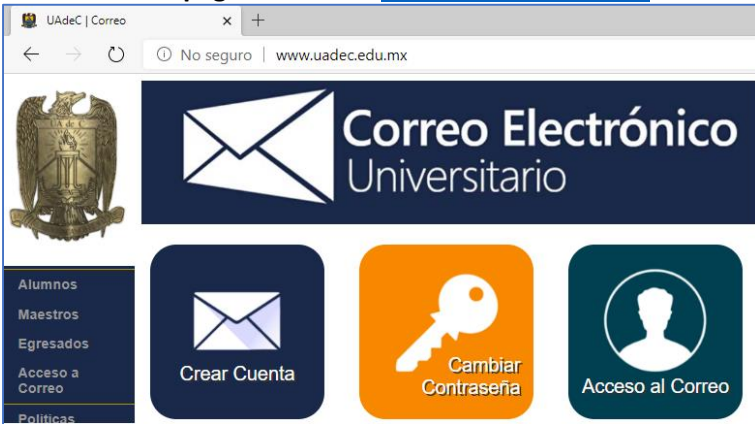 UAdeC | Correo
No seguro | www.uadec.edu.mx
U A de C
Correo Electrónico
Universitario
Alumnos
Maestros
Egresados
Acceso a
Correo
Políticas
Crear Cuenta
Cambiar
Contraseña
Acceso al Correo